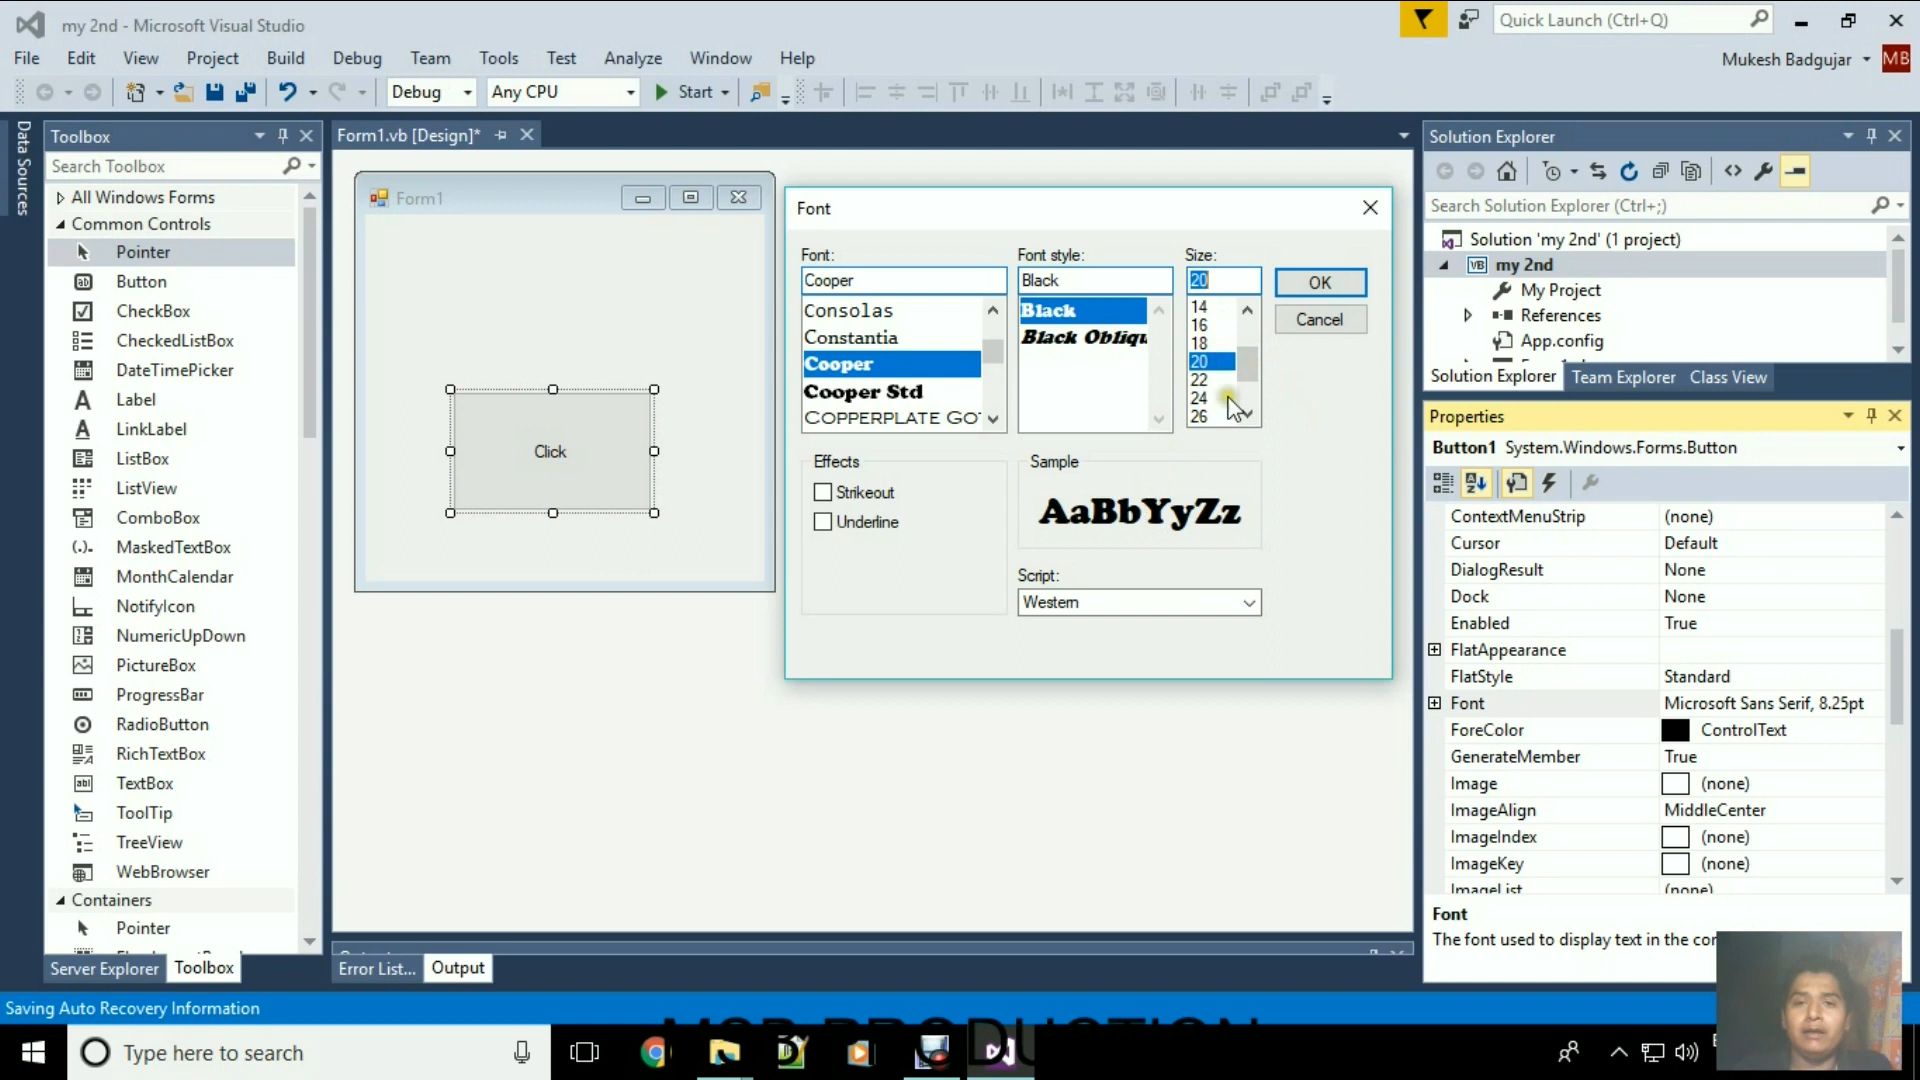 my 2nd - Microsoft Visual Studio
Quick Launch (Ctrl+Q)
File Edit View Project Build Debug Team Tools Test Analyze Window Help
Mukesh Badgujar
MB
Debug
Any CPU
Start
Data Sources
Toolbox
Search Toolbox
All Windows Forms
Common Controls
Pointer
Button
CheckBox
CheckedListBox
DateTimePicker
Label
LinkLabel
ListBox
ListView
ComboBox
MaskedTextBox
MonthCalendar
NotifyIcon
NumericUpDown
PictureBox
ProgressBar
RadioButton
RichTextBox
TextBox
ToolTip
TreeView
WebBrowser
Containers
Pointer
Server Explorer
Toolbox
Form1.vb [Design]*
Form1
Click
Font
Font:
Cooper
Consolas
Constantia
Cooper
Cooper Std
Font style:
Black
Black
Size:
20
14
16
18
20
22
24
26
OK
Cancel
Effects
Strikeout
Underline
Sample
AaBbYyZz
Script:
Western
Error List...
Output
Solution Explorer
Search Solution Explorer (Ctrl+;)
Solution 'my 2nd' (1 project)
VB my 2nd
My Project
References
App.config
Solution Explorer
Team Explorer
Class View
Properties
Button1 System.Windows.Forms.Button
ContextMenuStrip (none)
Cursor Default
DialogResult None
Dock None
Enabled True
FlatAppearance
FlatStyle Standard
Font Microsoft Sans Serif, 8.25pt
ForeColor ControlText
GenerateMember True
Image (none)
ImageAlign MiddleCenter
ImageIndex (none)
ImageKey (none)
ImageList (none)
Font
The font used to display text in the
Saving Auto Recovery Information
Type here to search